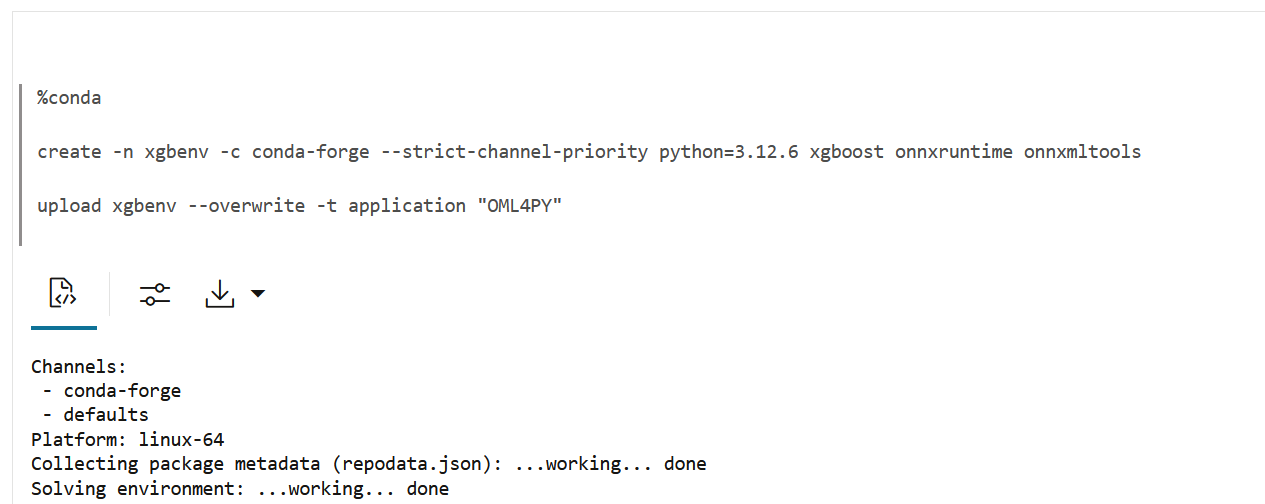 %conda
create -n xgbenv -c conda-forge --strict-channel-priority python=3.12.6 xgboost onnxruntime onnxmltools
upload xgbenv --overwrite -t application "OML4PY"
Channels:
 - conda-forge
 - defaults
Platform: linux-64
Collecting package metadata (repodata.json): ...working... done
Solving environment: ...working... done